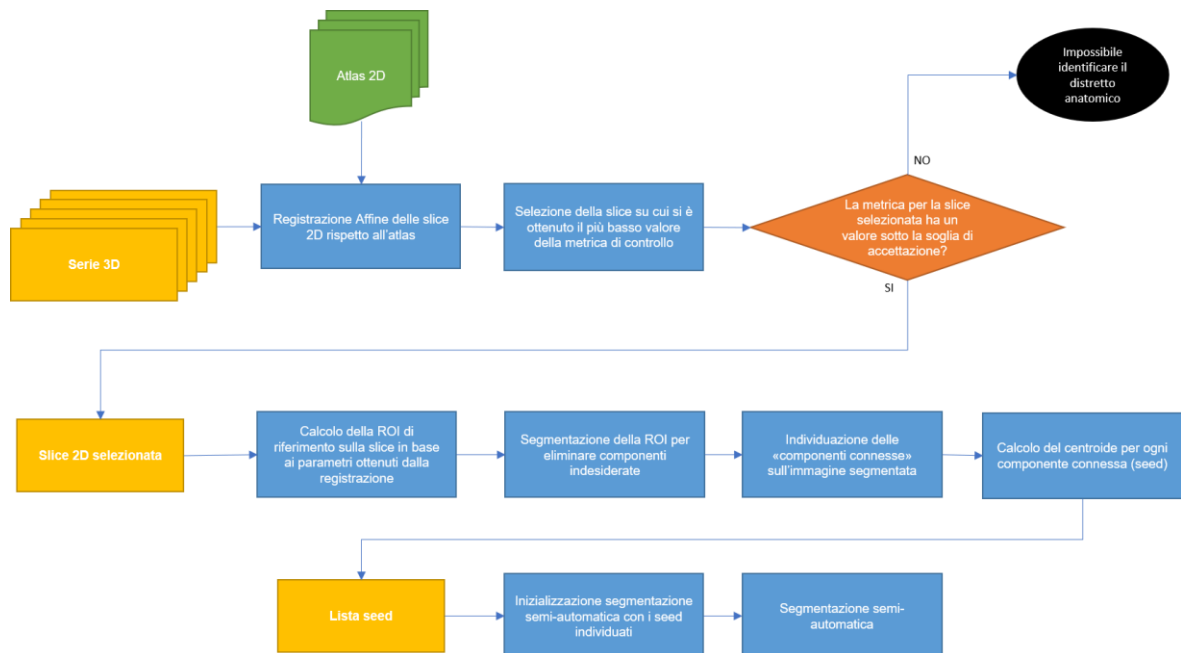 Atlas 2D
Impossibile
identificare il
distretto
anatomico
NO
Serie 3D
Registrazione Affine delle slice
2D rispetto all'atlas
Selezione della slice su cui si è
ottenuto il più basso valore
della metrica di controllo
La metrica per la slice
selezionata ha un
valore sotto la soglia di
accettazione?
SI
Slice 2D selezionata
Calcolo della ROI di
riferimento sulla slice in base
ai parametri ottenuti dalla
registrazione
Segmentazione della ROI per
eliminare componenti
indesiderate
Individuazione delle
«componenti connesse»
sull'immagine segmentata
Calcolo del centroide per ogni
componente connessa (seed)
Lista seed
Inizializzazione segmentazione
semi-automatica con i seed
individuati
Segmentazione semi-
automatica